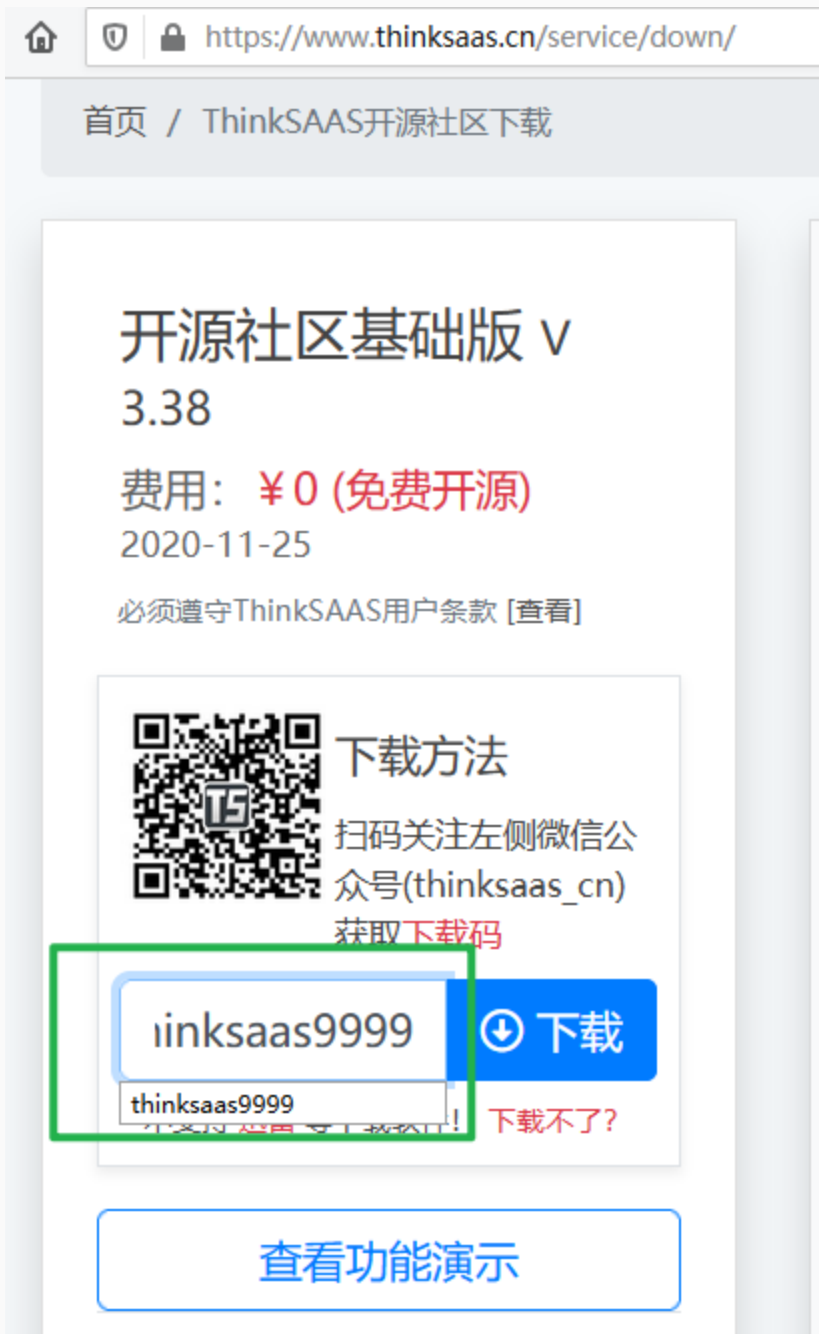 https://www.thinksaas.cn/service/down/
首页 / ThinkSAAS开源社区下载
开源社区基础版 V
3.38
费用： ¥ 0 (免费开源)
2020-11-25
必须遵守ThinkSAAS用户条款 [查看]
TS
下载方法
扫码关注左侧微信公
众号(thinksaas_cn)
获取下载码
inksaas9999
下载
thinksaas9999
下载不了?
查看功能演示